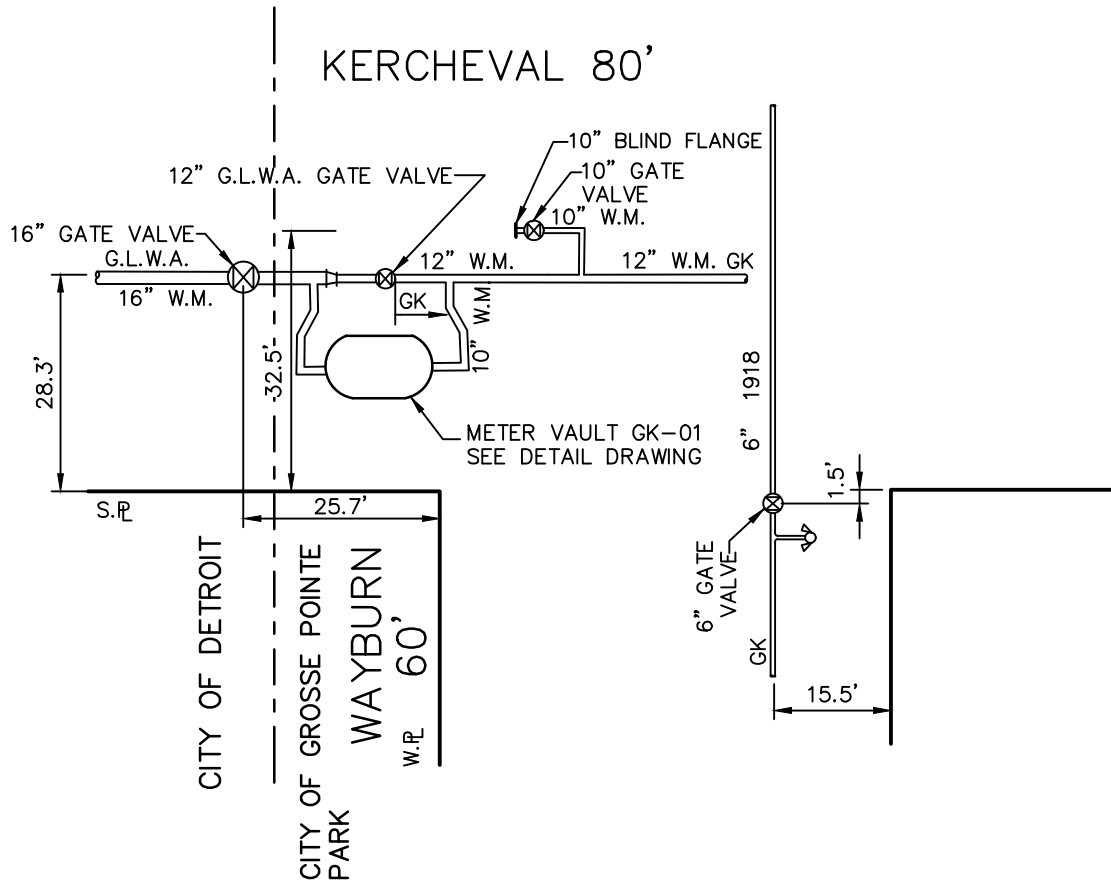 KERCHEVAL 80'
10" BLIND FLANGE
10" GATE
VALVE
10" W.M.
12" G.L.W.A. GATE VALVE
16" GATE VALVE
G.L.W.A.
16" W.M.
12" W.M.
12" W.M. GK
GK
10" W.M.
28.3'
32.5'
METER VAULT GK-01
SEE DETAIL DRAWING
6" 1918
1.5'
S.PL
25.7'
6" GATE
VALVE
GK
15.5'
CITY OF DETROIT
CITY OF GROSSE POINTE
PARK
WAYBURN
60'
W.PL